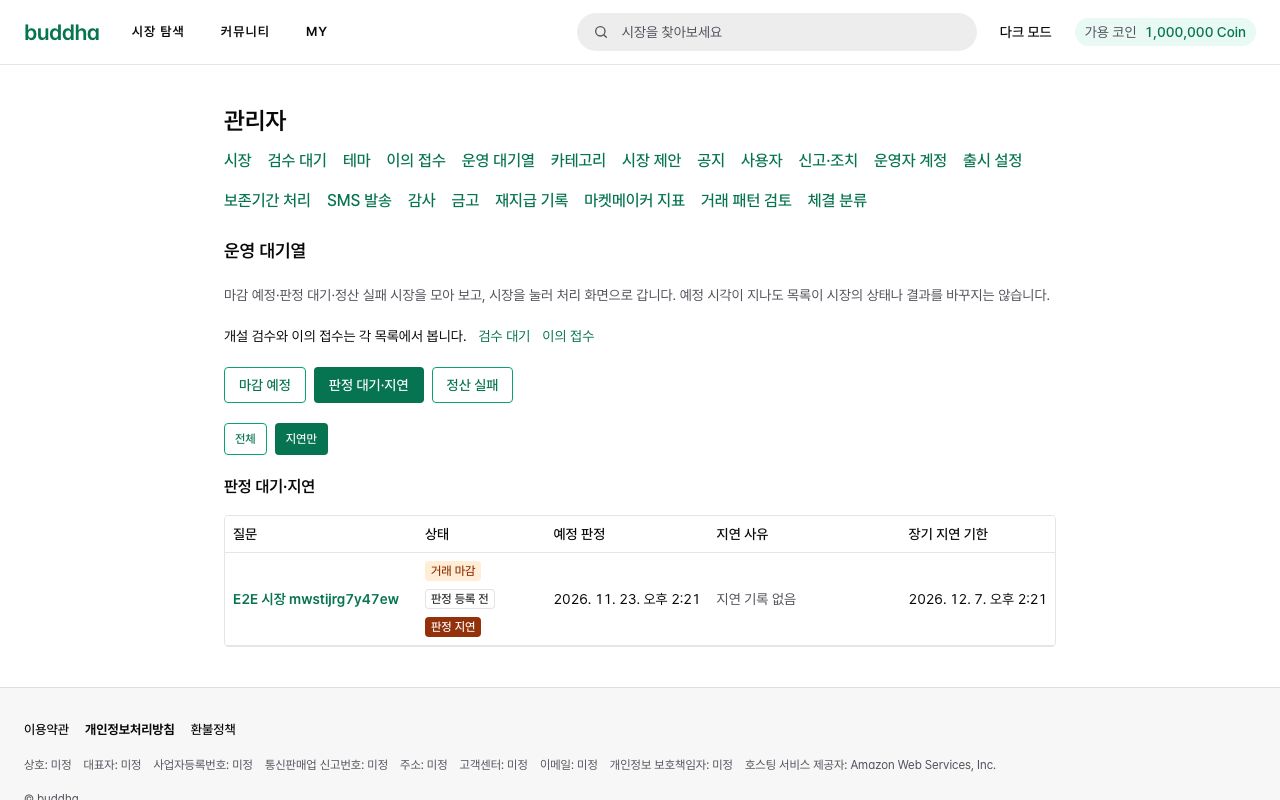 buddha 시장 탐색 커뮤니티 MY 시장을 찾아보세요 다크 모드 가용 코인 1,000,000 Coin
관리자
시장 검수 대기 테마 이의 접수 운영 대기열 카테고리 시장 제안 공지 사용자 신고·조치 운영자 계정 출시 설정
보존기간 처리 SMS 발송 감사 금고 재지급 기록 마켓메이커 지표 거래 패턴 검토 체결 분류
운영 대기열
마감 예정·판정 대기·정산 실패 시장을 모아 보고, 시장을 눌러 처리 화면으로 갑니다. 예정 시각이 지나도 목록이 시장의 상태나 결과를 바꾸지는 않습니다.
개설 검수와 이의 접수는 각 목록에서 봅니다. 검수 대기 이의 접수
마감 예정 판정 대기·지연 정산 실패
전체 지연만
판정 대기·지연
질문 상태 예정 판정 지연 사유 장기 지연 기한
거래 마감
E2E 시장 mwstijrg7y47ew 판정 등록 전 2026. 11. 23. 오후 2:21 지연 기록 없음 2026. 12. 7. 오후 2:21
판정 지연
이용약관 개인정보처리방침 환불정책
상호: 미정 대표자: 미정 사업자등록번호: 미정 통신판매업 신고번호: 미정 주소: 미정 고객센터: 미정 이메일: 미정 개인정보 보호책임자: 미정 호스팅 서비스 제공자: Amazon Web Services, Inc.
© buddha